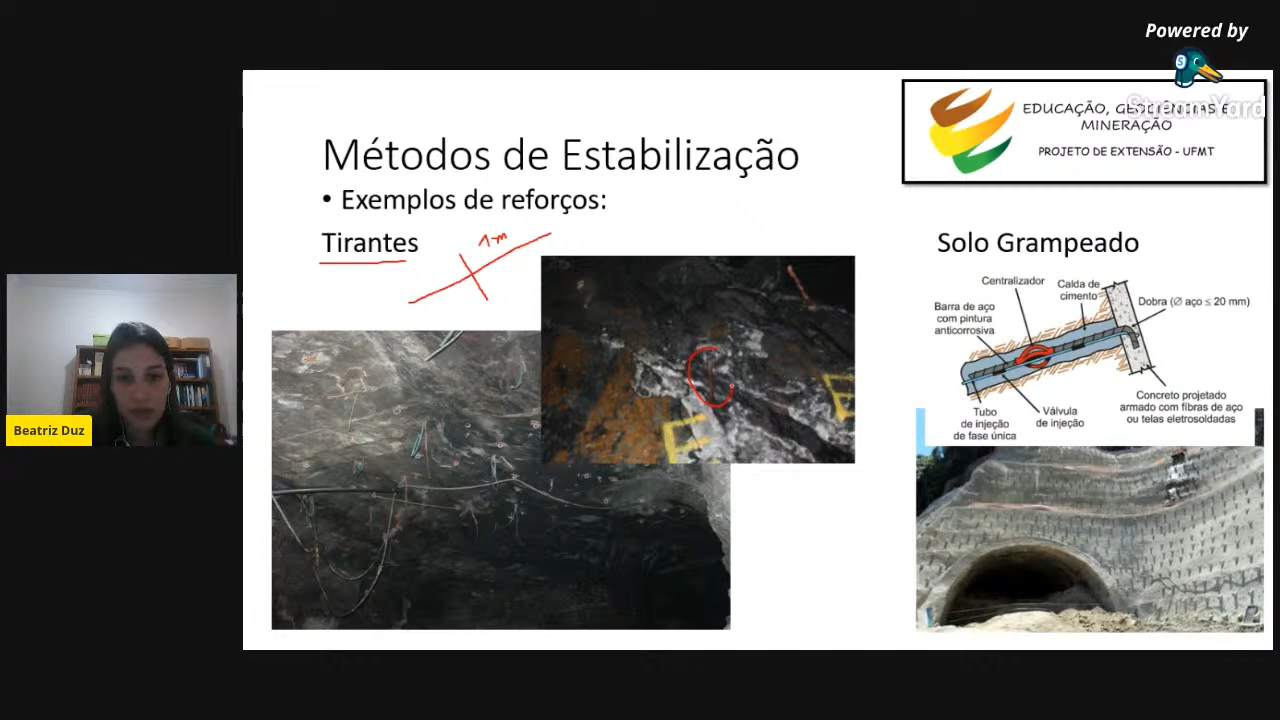 Powered by
StreamYard
EDUCAÇÃO, GEOCIÊNCIAS E
MINERAÇÃO
PROJETO DE EXTENSÃO - UFMT
Métodos de Estabilização
• Exemplos de reforços:
Tirantes
1m
Solo Grampeado
Centralizador
Calda de
cimento
Dobra (Ø aço ≤ 20 mm)
Barra de aço
com pintura
anticorrosiva
Tubo
de injeção
de fase única
Válvula
de injeção
Concreto projetado
armado com fibras de aço
ou telas eletrosoldadas
Beatriz Duz